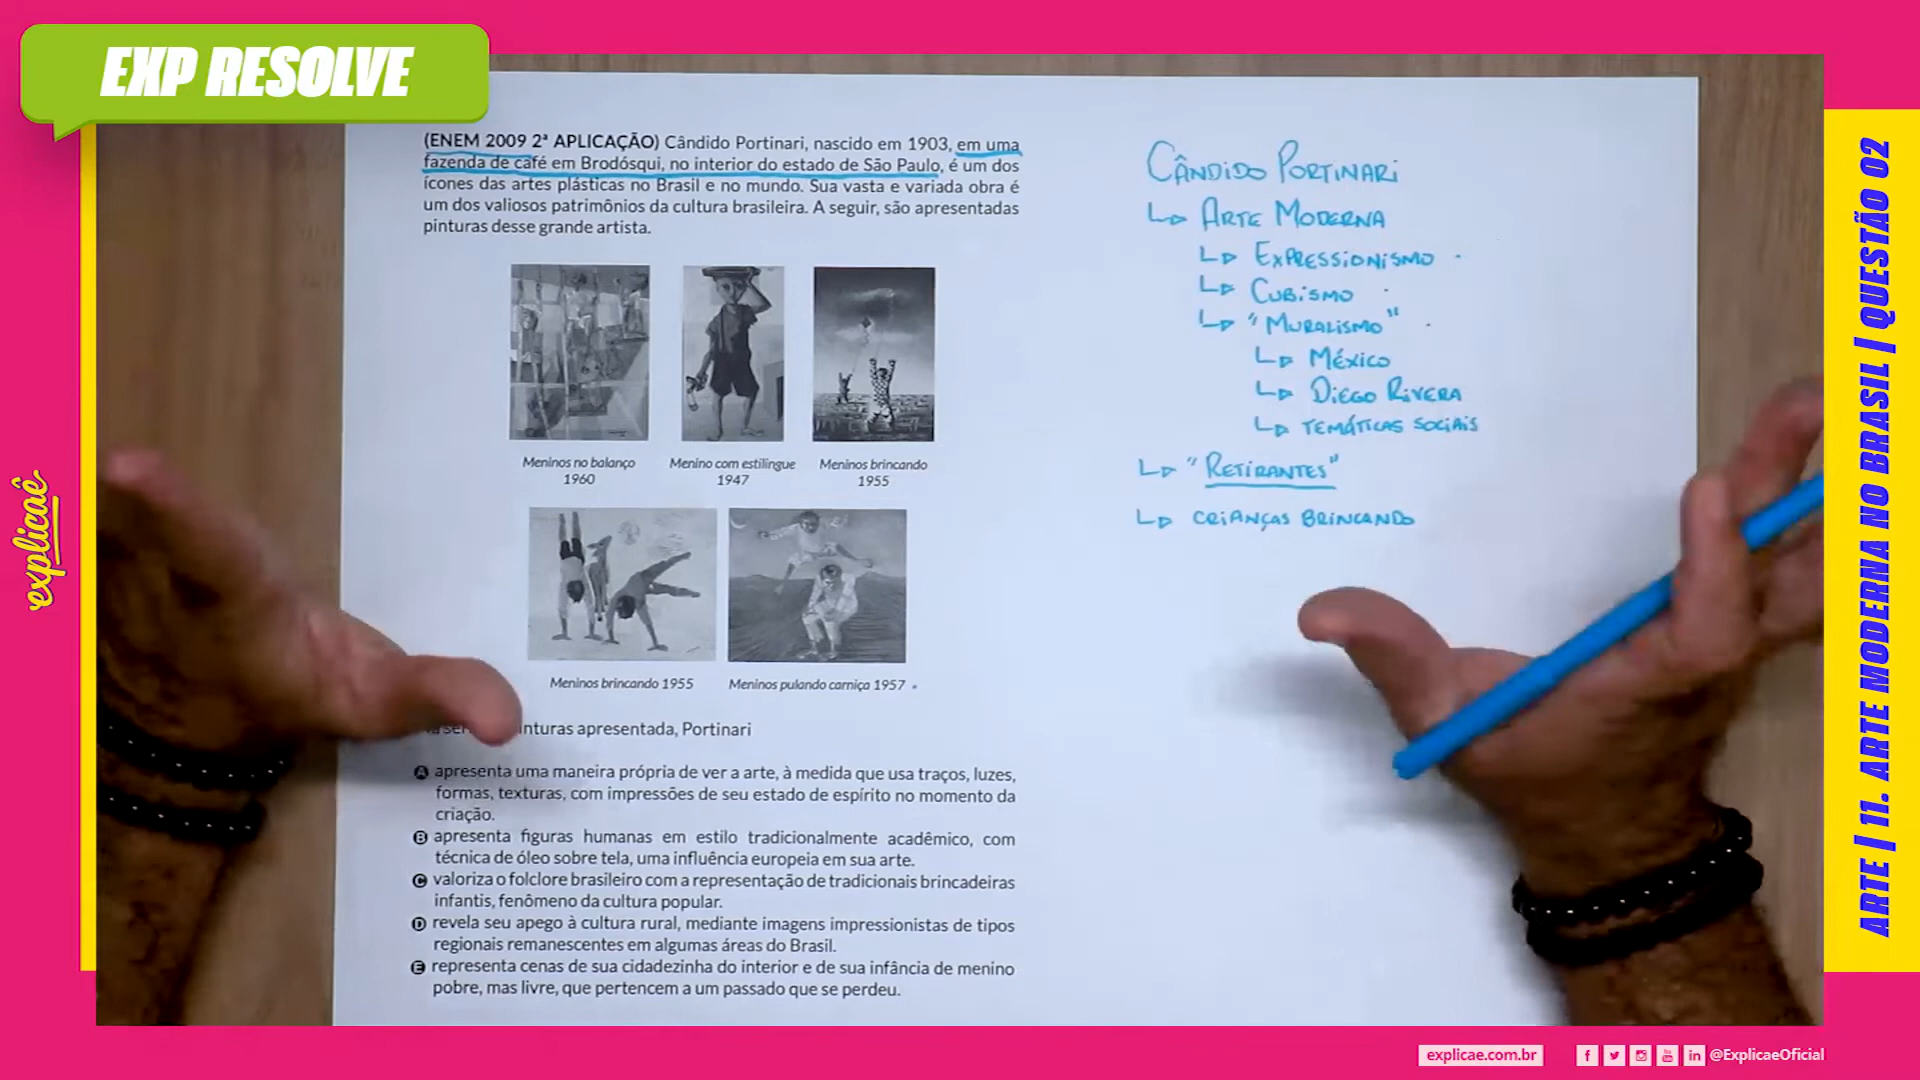 EXP RESOLVE
(ENEM 2009 2ª APLICAÇÃO) Cândido Portinari, nascido em 1903, em uma
fazenda de café em Brodósqui, no interior do estado de São Paulo, é um dos
ícones das artes plásticas no Brasil e no mundo. Sua vasta e variada obra é
um dos valiosos patrimônios da cultura brasileira. A seguir, são apresentadas
pinturas desse grande artista.
Meninos no balanço
1960
Menino com estilingue
1947
Meninos brincando
1955
Meninos brincando 1955
Meninos pulando carniça 1957
inturas apresentada, Portinari
A apresenta uma maneira própria de ver a arte, à medida que usa traços, luzes,
formas, texturas, com impressões de seu estado de espírito no momento da
criação.
B apresenta figuras humanas em estilo tradicionalmente acadêmico, com
técnica de óleo sobre tela, uma influência europeia em sua arte.
C valoriza o folclore brasileiro com a representação de tradicionais brincadeiras
infantis, fenômeno da cultura popular.
D revela seu apego à cultura rural, mediante imagens impressionistas de tipos
regionais remanescentes em algumas áreas do Brasil.
E representa cenas de sua cidadezinha do interior e de sua infância de menino
pobre, mas livre, que pertencem a um passado que se perdeu.
CÂNDIDO PORTINARI
ARTE MODERNA
EXPRESSIONISMO
CUBISMO
"MURALISMO"
MÉXICO
DIEGO RIVERA
TEMÁTICAS SOCIAIS
"RETIRANTES"
CRIANÇAS BRINCANDO
explicaê
ARTE | 11. ARTE MODERNA NO BRASIL | QUESTÃO 02
explicae.com.br
@ExplicaeOficial